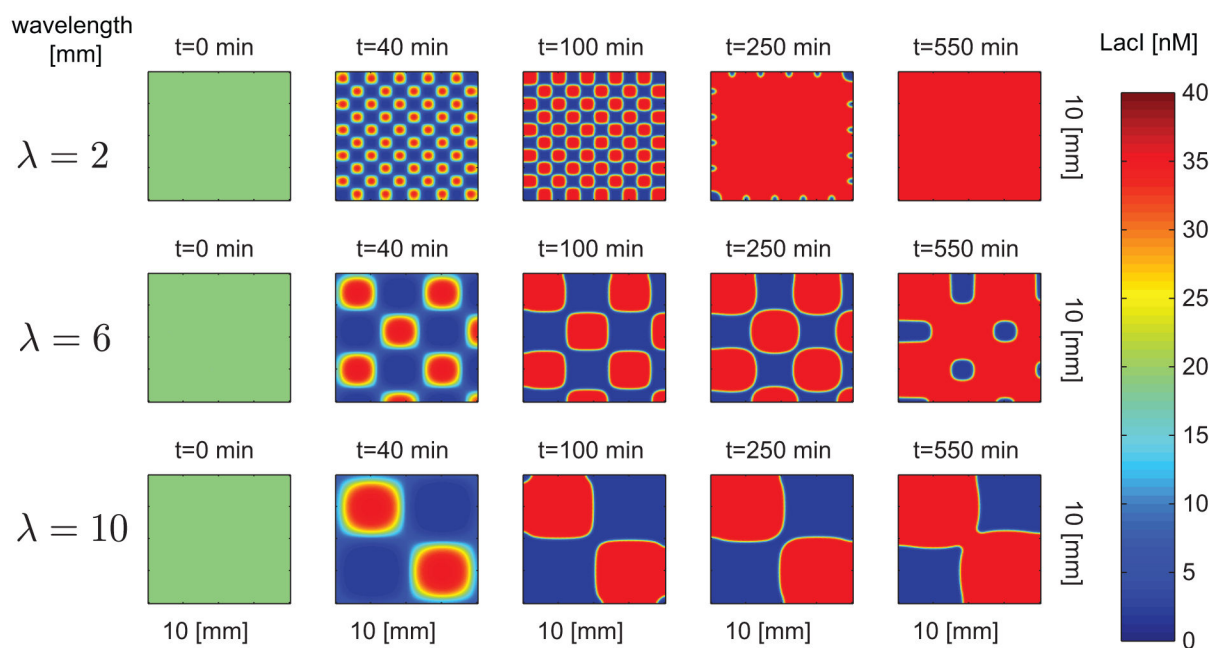 wavelength
[mm]
t=0 min t=40 min t=100 min t=250 min t=550 min
LacI [nM]
λ = 2
10 [mm]
t=0 min t=40 min t=100 min t=250 min t=550 min
λ = 6
10 [mm]
t=0 min t=40 min t=100 min t=250 min t=550 min
λ = 10
10 [mm]
10 [mm] 10 [mm] 10 [mm] 10 [mm] 10 [mm]
40
35
30
25
20
15
10
5
0